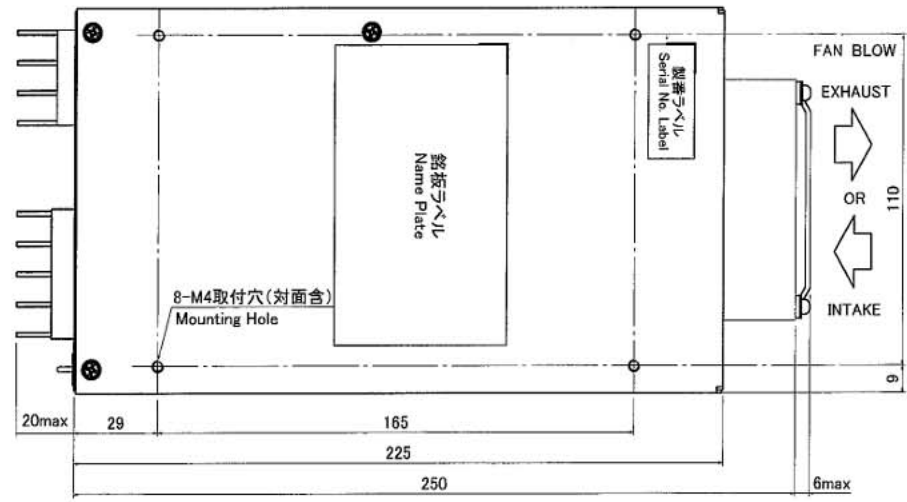 FAN BLOW
EXHAUST
OR
INTAKE
製番ラベル
Serial No. Label
銘板ラベル
Name Plate
8-M4取付穴(対面含)
Mounting Hole
110
9
20max
29
165
225
250
6max